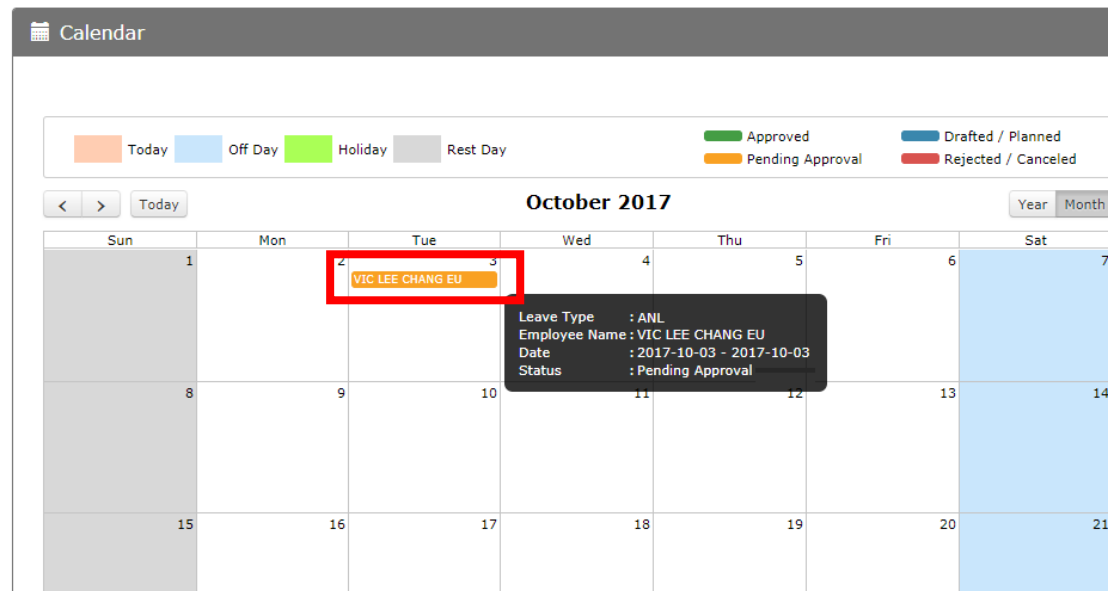 Calendar
Today Off Day Holiday Rest Day
Approved Drafted / Planned
Pending Approval Rejected / Canceled
Today October 2017 Year Month
Sun Mon Tue Wed Thu Fri Sat
1 2 3 4 5 6 7
VIC LEE CHANG EU
Leave Type : ANL
Employee Name : VIC LEE CHANG EU
Date : 2017-10-03 - 2017-10-03
Status : Pending Approval
8 9 10 11 12 13 14
15 16 17 18 19 20 21